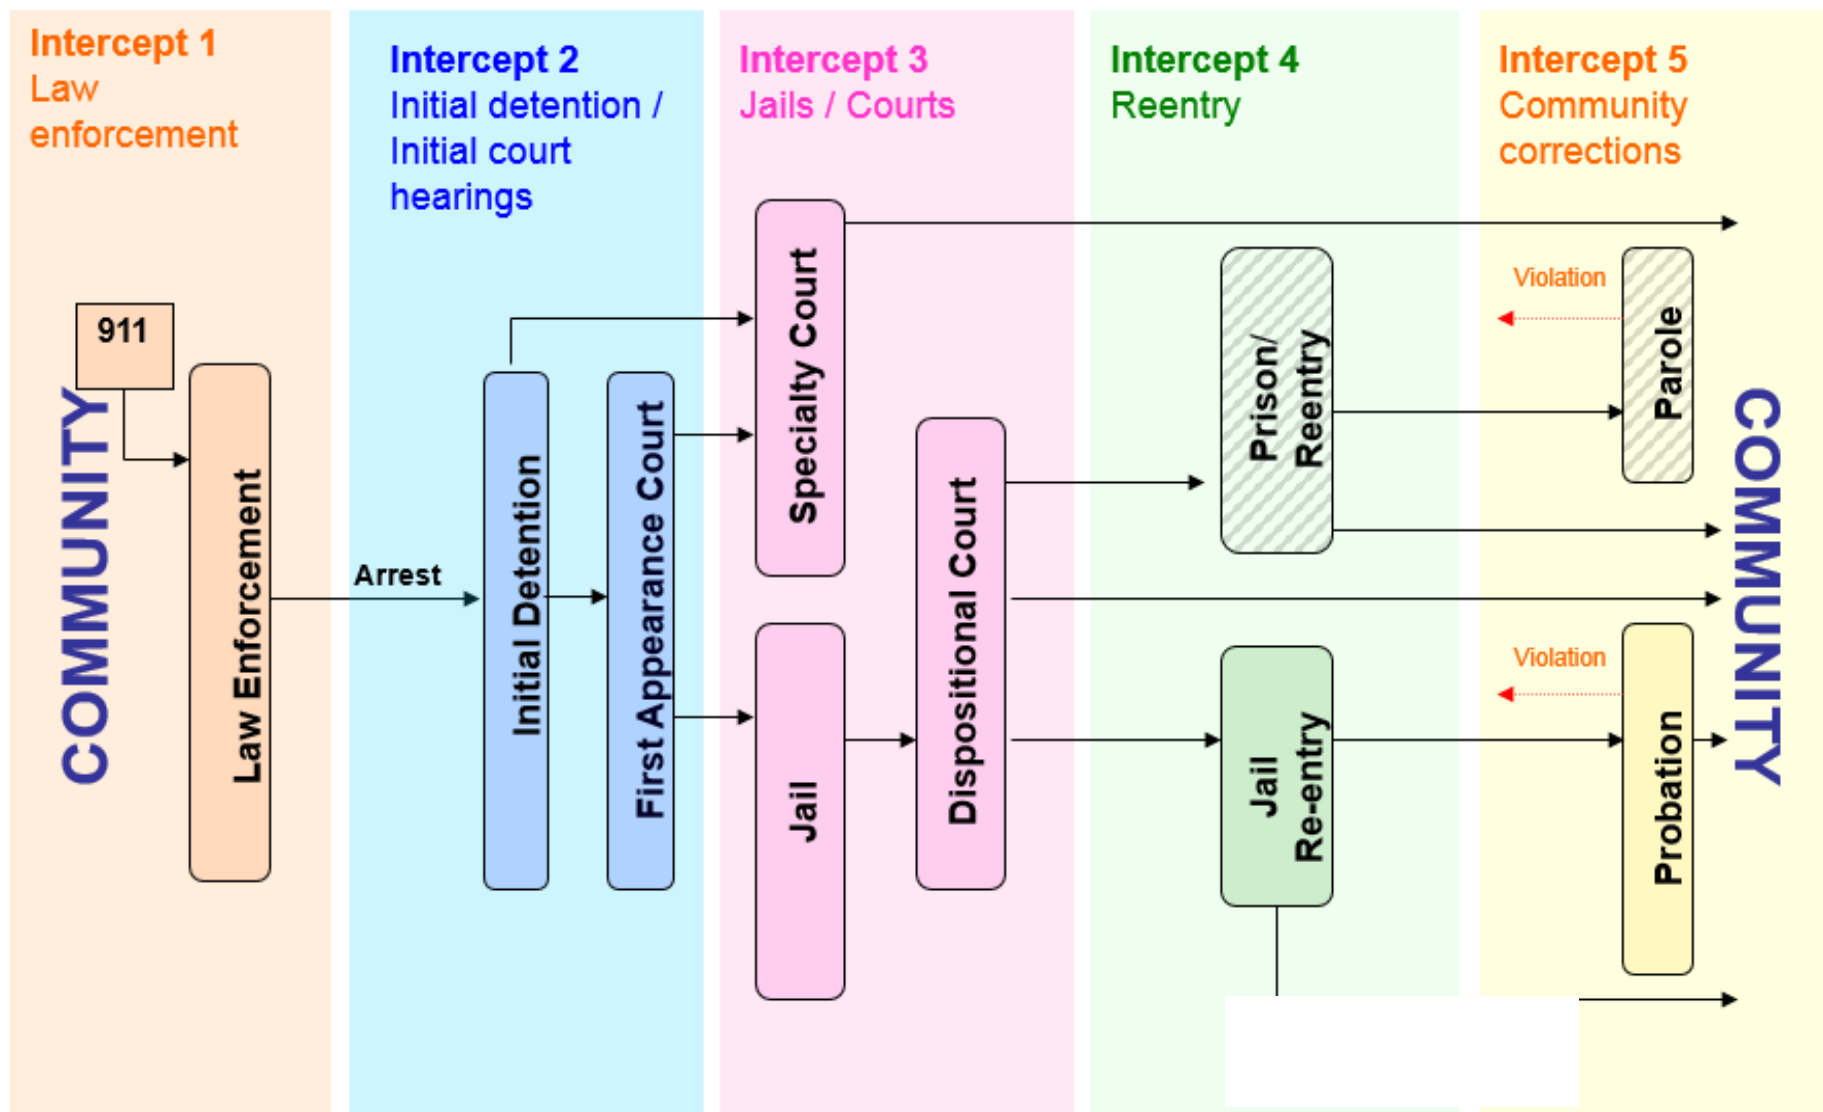 Intercept 1
Law
enforcement
Intercept 2
Initial detention /
Initial court
hearings
Intercept 3
Jails / Courts
Intercept 4
Reentry
Intercept 5
Community
corrections
COMMUNITY
911
Law Enforcement
Arrest
Initial Detention
First Appearance Court
Specialty Court
Jail
Dispositional Court
Prison/
Reentry
Jail
Re-entry
Violation
Parole
Violation
Probation
COMMUNITY